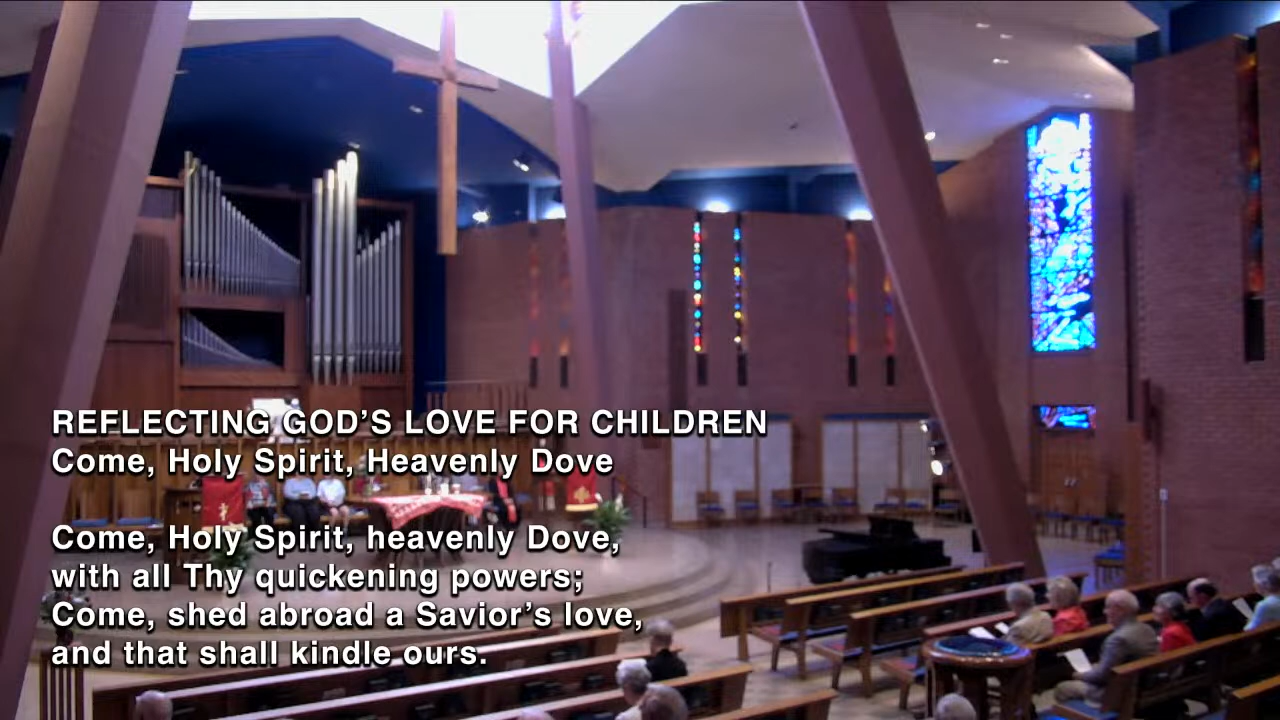 REFLECTING GOD’S LOVE FOR CHILDREN
Come, Holy Spirit, Heavenly Dove
Come, Holy Spirit, heavenly Dove,
with all Thy quickening powers;
Come, shed abroad a Savior’s love,
and that shall kindle ours.